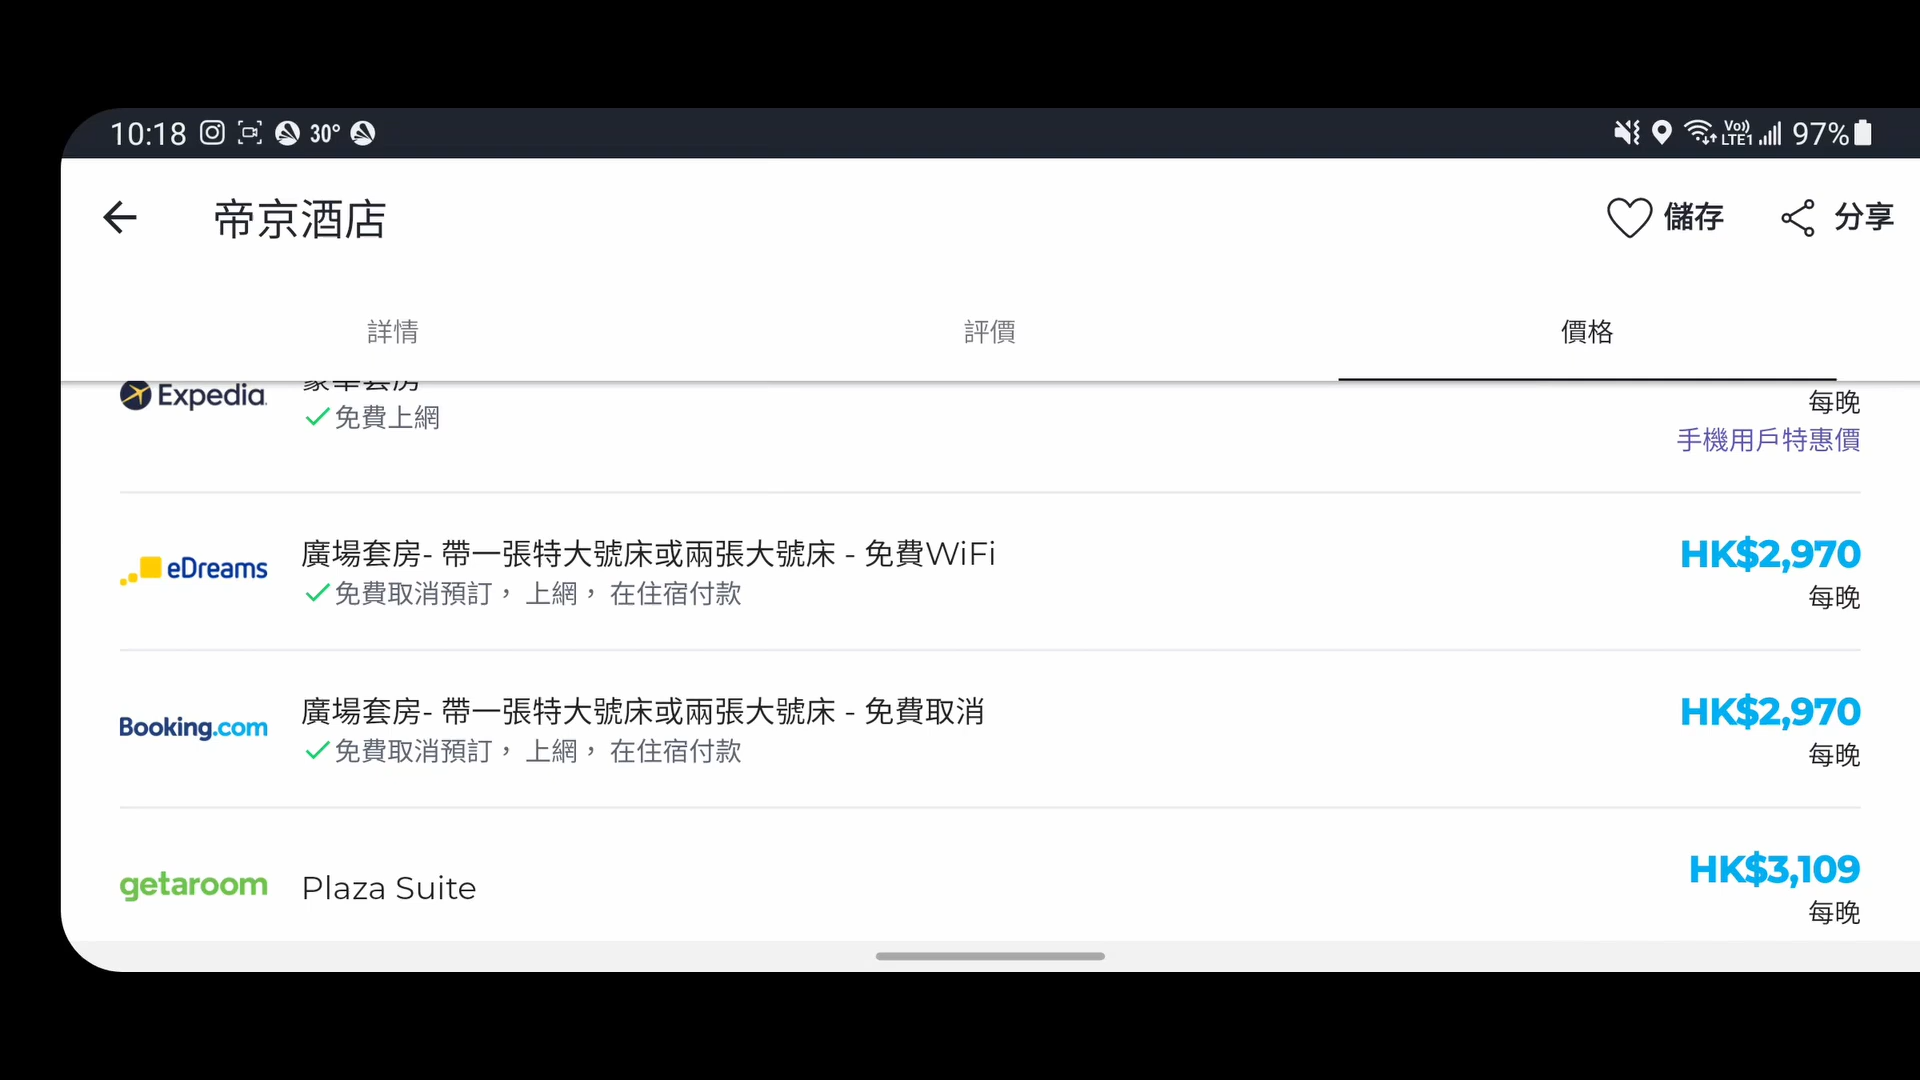 10:18 30° Vo)) LTE1 97%
帝京酒店 儲存 分享
詳情 評價 價格
Expedia 豪華套房
免費上網 每晚
手機用戶特惠價
eDreams 廣場套房- 帶一張特大號床或兩張大號床 - 免費WiFi HK$2,970
免費取消預訂， 上網， 在住宿付款 每晚
Booking.com 廣場套房- 帶一張特大號床或兩張大號床 - 免費取消 HK$2,970
免費取消預訂， 上網， 在住宿付款 每晚
getaroom Plaza Suite HK$3,109
每晚